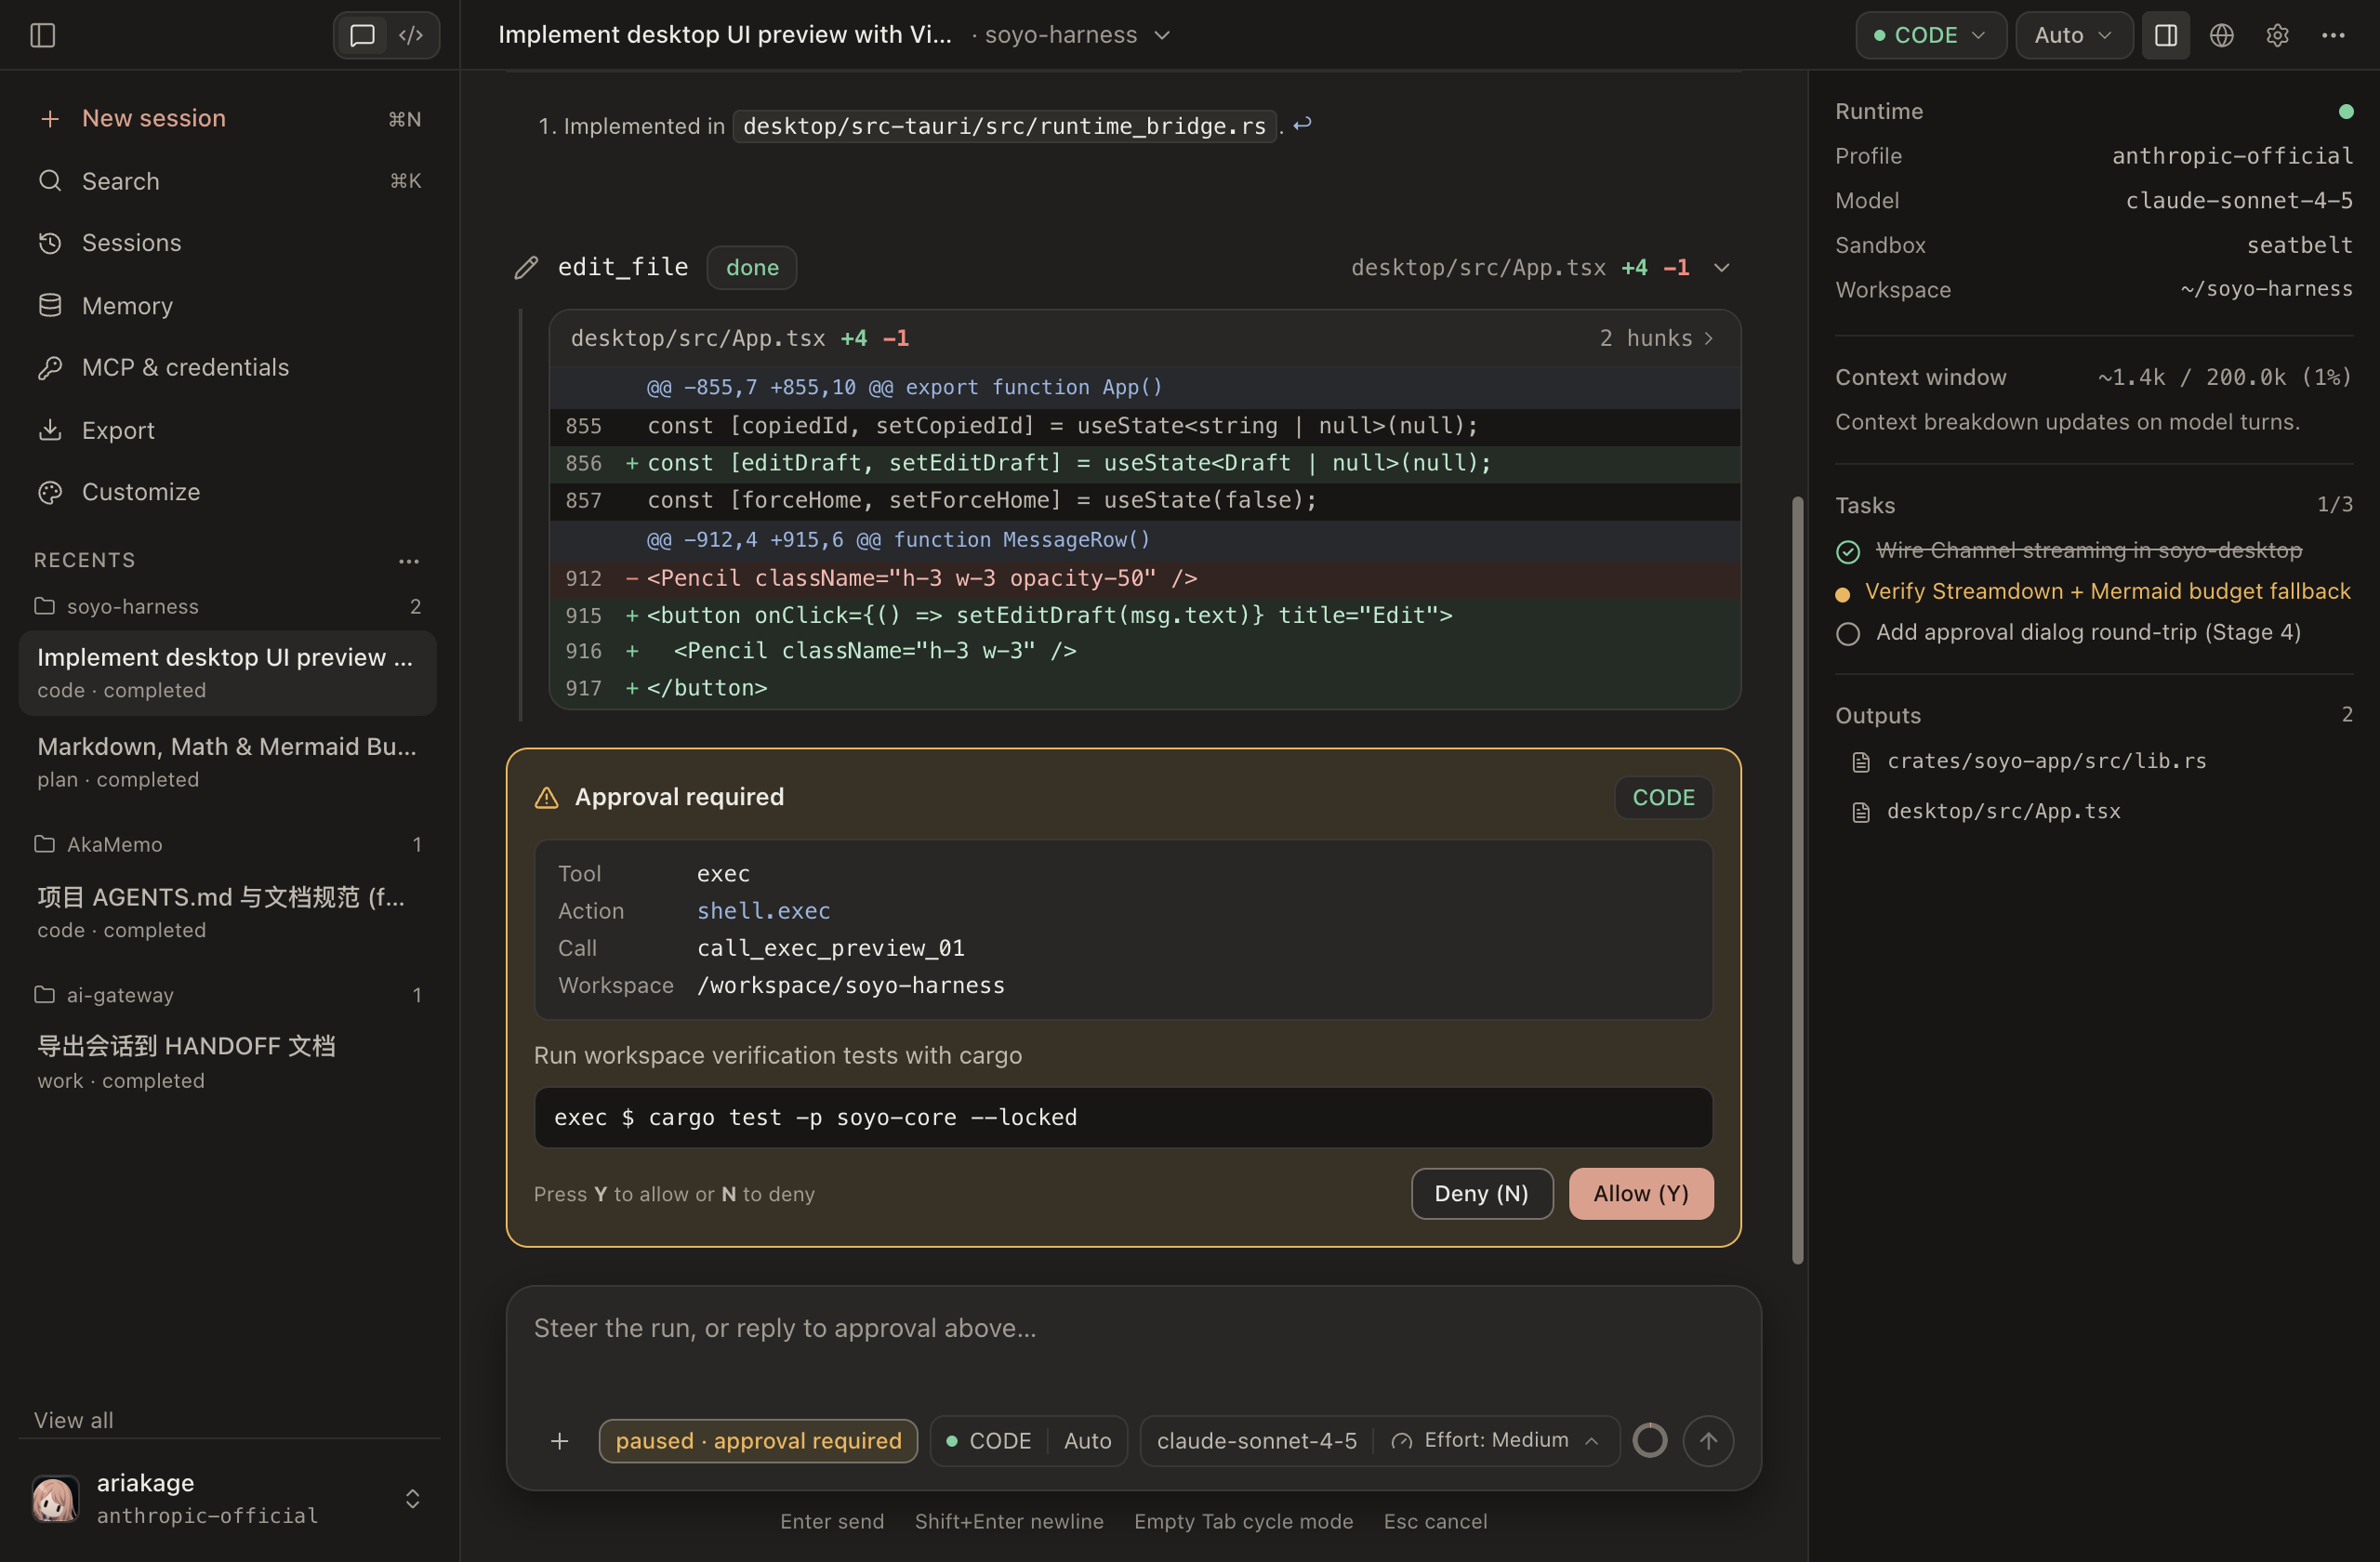 Implement desktop UI preview with Vi... · soyo-harness
CODE
Auto
New session ⌘N
Search ⌘K
Sessions
Memory
MCP & credentials
Export
Customize
RECENTS
soyo-harness 2
Implement desktop UI preview ...
code · completed
Markdown, Math & Mermaid Bu...
plan · completed
AkaMemo 1
项目 AGENTS.md 与文档规范 (f...
code · completed
ai-gateway 1
导出会话到 HANDOFF 文档
work · completed
View all
ariakage
anthropic-official
1. Implemented in desktop/src-tauri/src/runtime_bridge.rs . ↩
edit_file done desktop/src/App.tsx +4 −1
desktop/src/App.tsx +4 −1 2 hunks
@@ -855,7 +855,10 @@ export function App()
855 const [copiedId, setCopiedId] = useState<string | null>(null);
856 + const [editDraft, setEditDraft] = useState<Draft | null>(null);
857 const [forceHome, setForceHome] = useState(false);
@@ -912,4 +915,6 @@ function MessageRow()
912 − <Pencil className="h-3 w-3 opacity-50" />
915 + <button onClick={() => setEditDraft(msg.text)} title="Edit">
916 + <Pencil className="h-3 w-3" />
917 + </button>
Approval required CODE
Tool exec
Action shell.exec
Call call_exec_preview_01
Workspace /workspace/soyo-harness
Run workspace verification tests with cargo
exec $ cargo test -p soyo-core --locked
Press Y to allow or N to deny
Deny (N)
Allow (Y)
Steer the run, or reply to approval above...
paused · approval required
CODE Auto
claude-sonnet-4-5 Effort: Medium
Enter send Shift+Enter newline Empty Tab cycle mode Esc cancel
Runtime
Profile anthropic-official
Model claude-sonnet-4-5
Sandbox seatbelt
Workspace ~/soyo-harness
Context window ~1.4k / 200.0k (1%)
Context breakdown updates on model turns.
Tasks 1/3
Wire Channel streaming in soyo-desktop
Verify Streamdown + Mermaid budget fallback
Add approval dialog round-trip (Stage 4)
Outputs 2
crates/soyo-app/src/lib.rs
desktop/src/App.tsx